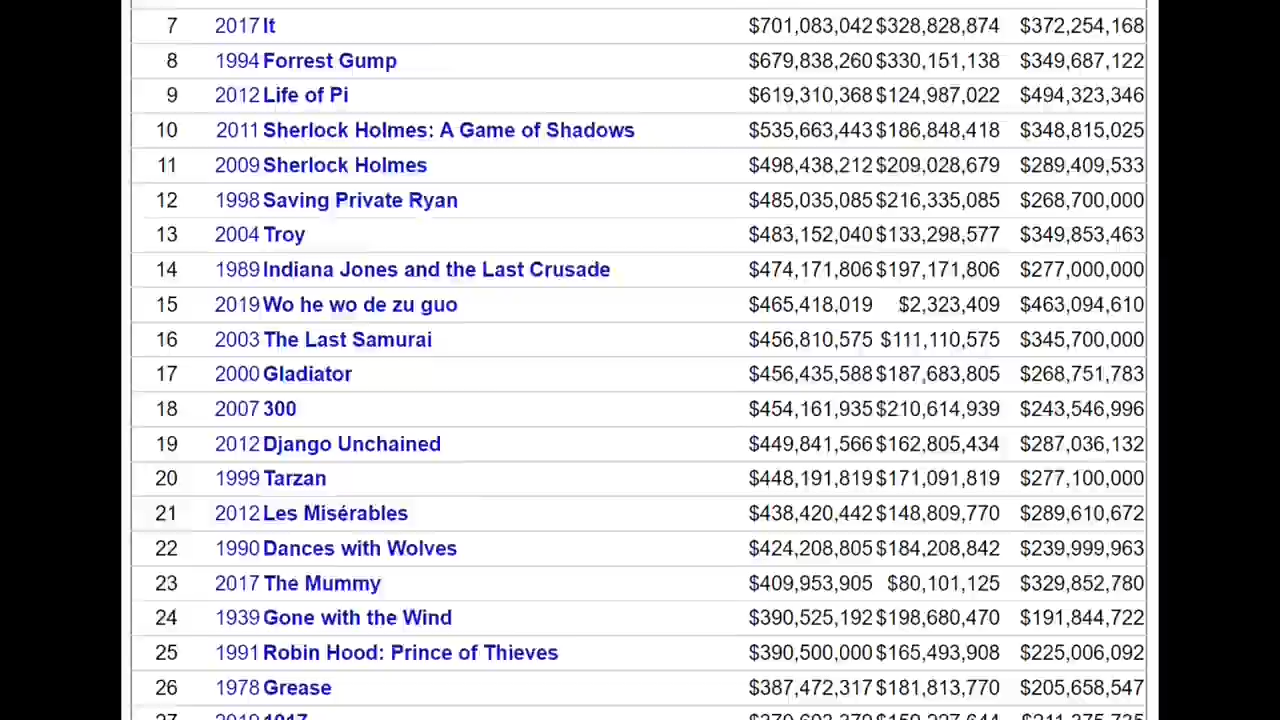 7 2017 It $701,083,042 $328,828,874 $372,254,168
8 1994 Forrest Gump $679,838,260 $330,151,138 $349,687,122
9 2012 Life of Pi $619,310,368 $124,987,022 $494,323,346
10 2011 Sherlock Holmes: A Game of Shadows $535,663,443 $186,848,418 $348,815,025
11 2009 Sherlock Holmes $498,438,212 $209,028,679 $289,409,533
12 1998 Saving Private Ryan $485,035,085 $216,335,085 $268,700,000
13 2004 Troy $483,152,040 $133,298,577 $349,853,463
14 1989 Indiana Jones and the Last Crusade $474,171,806 $197,171,806 $277,000,000
15 2019 Wo he wo de zu guo $465,418,019 $2,323,409 $463,094,610
16 2003 The Last Samurai $456,810,575 $111,110,575 $345,700,000
17 2000 Gladiator $456,435,588 $187,683,805 $268,751,783
18 2007 300 $454,161,935 $210,614,939 $243,546,996
19 2012 Django Unchained $449,841,566 $162,805,434 $287,036,132
20 1999 Tarzan $448,191,819 $171,091,819 $277,100,000
21 2012 Les Misérables $438,420,442 $148,809,770 $289,610,672
22 1990 Dances with Wolves $424,208,805 $184,208,842 $239,999,963
23 2017 The Mummy $409,953,905 $80,101,125 $329,852,780
24 1939 Gone with the Wind $390,525,192 $198,680,470 $191,844,722
25 1991 Robin Hood: Prince of Thieves $390,500,000 $165,493,908 $225,006,092
26 1978 Grease $387,472,317 $181,813,770 $205,658,547
27 2019 1917